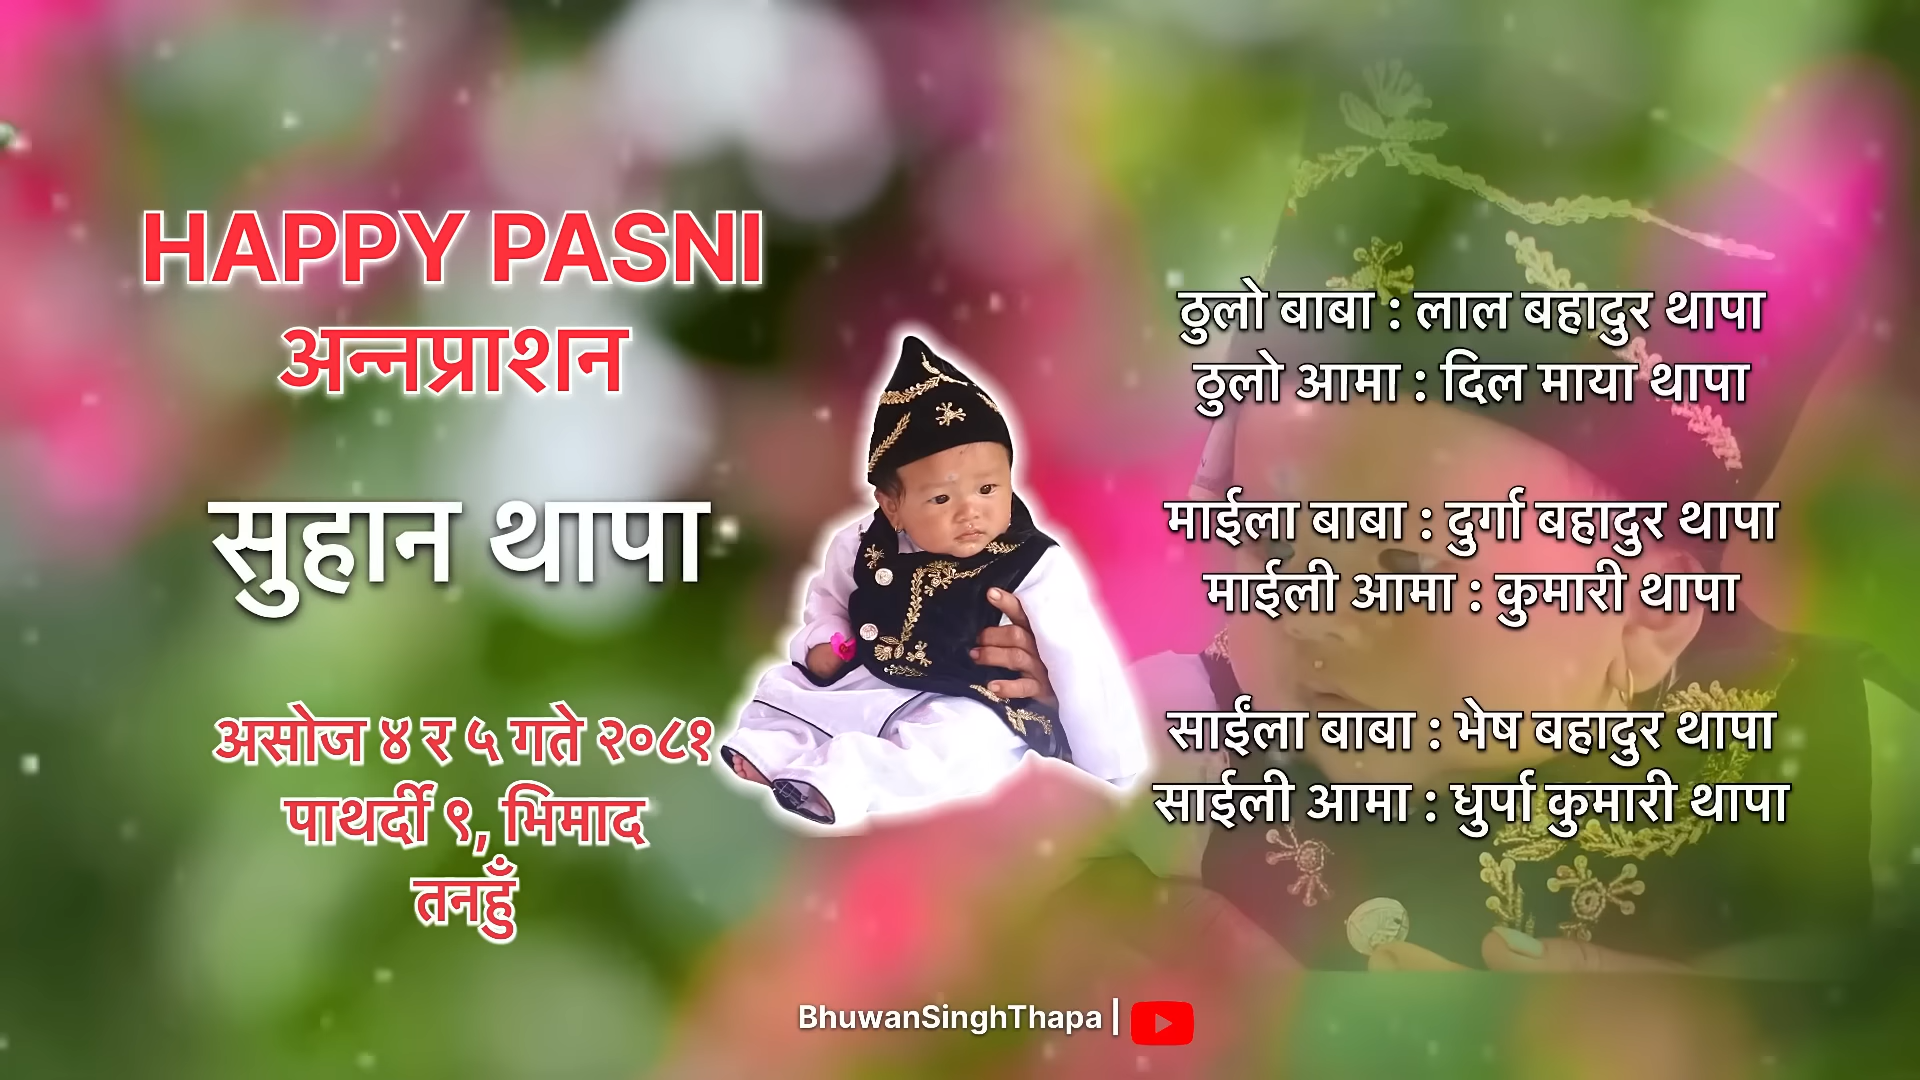 HAPPY PASNI
अन्नप्राशन
सुहान थापा
असोज ४ र ५ गते २०८१
पाथर्दी ९, भिमाद
तनहुँ
ठुलो बाबा : लाल बहादुर थापा
ठुलो आमा : दिल माया थापा
माईला बाबा : दुर्गा बहादुर थापा
माईली आमा : कुमारी थापा
साईंला बाबा : भेष बहादुर थापा
साईली आमा : धुर्पा कुमारी थापा
BhuwanSinghThapa |